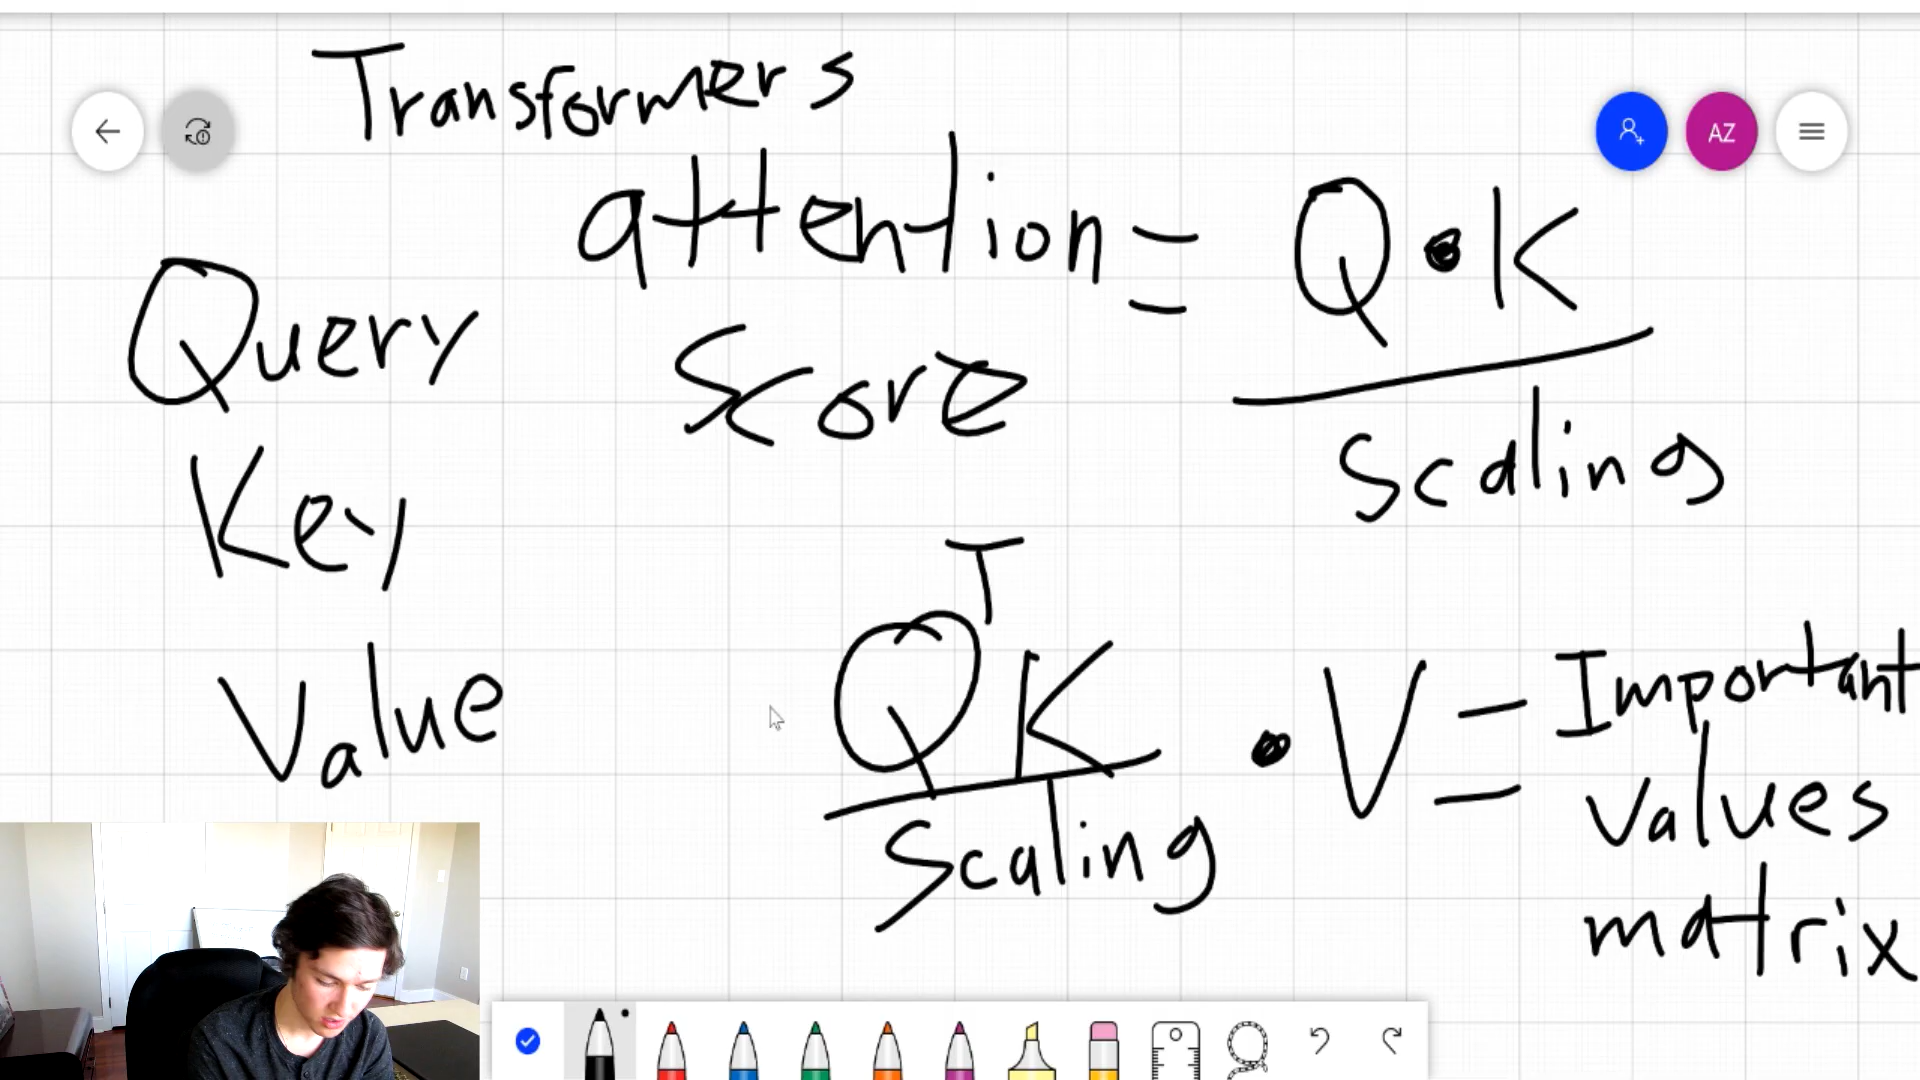 Transformers
AZ
attention = Q • K
Score
Scaling
Query
Key
Value
Q^T K • V = Important
Scaling
Values
matrix